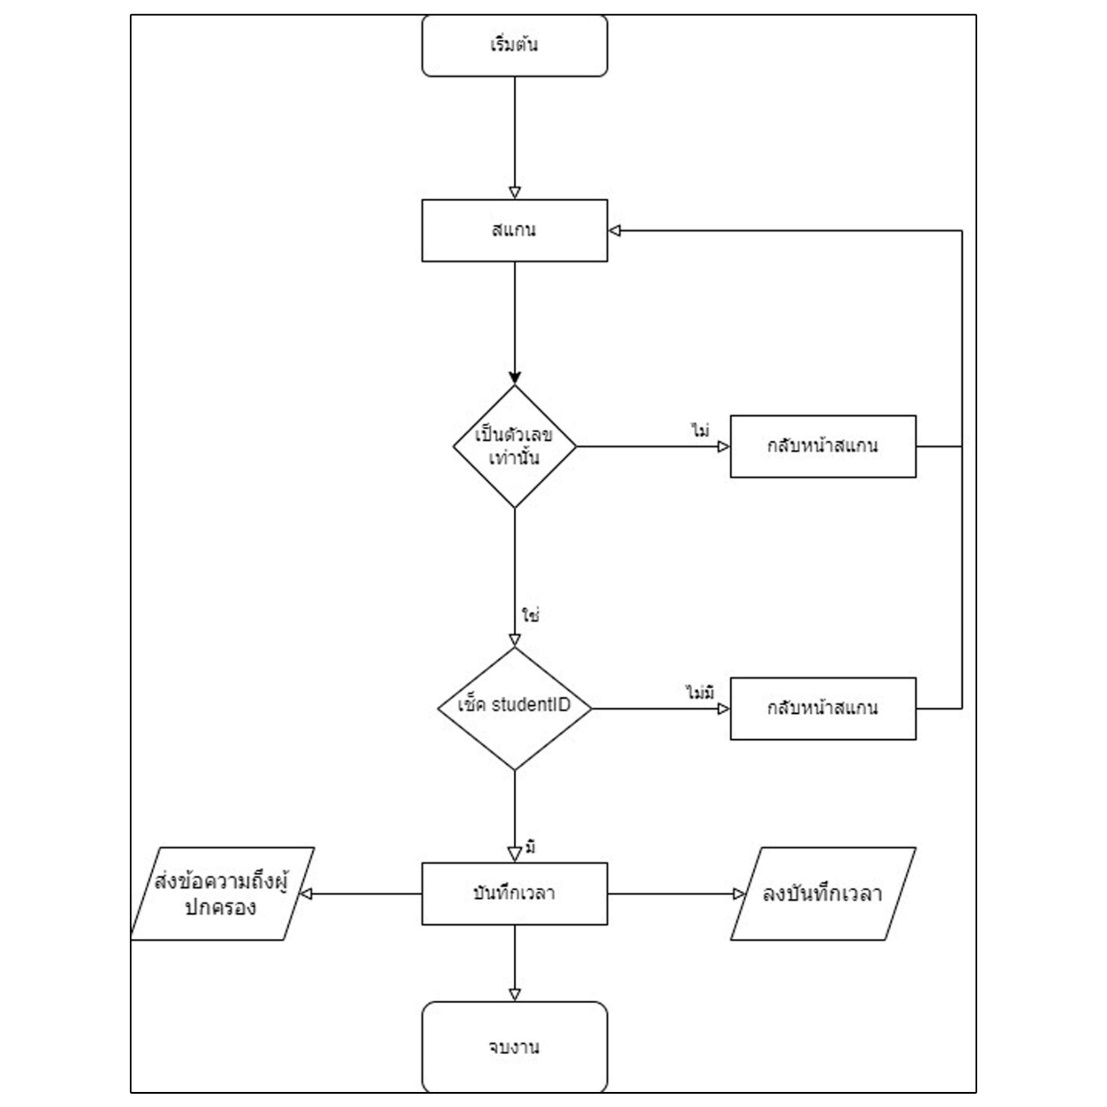 เริ่มต้น
สแกน
เป็นตัวเลข
เท่านั้น
ไม่
กลับหน้าสแกน
ใช่
เช็ค studentID
ไม่มี
กลับหน้าสแกน
มี
ส่งข้อความถึงผู้
ปกครอง
บันทึกเวลา
ลงบันทึกเวลา
จบงาน